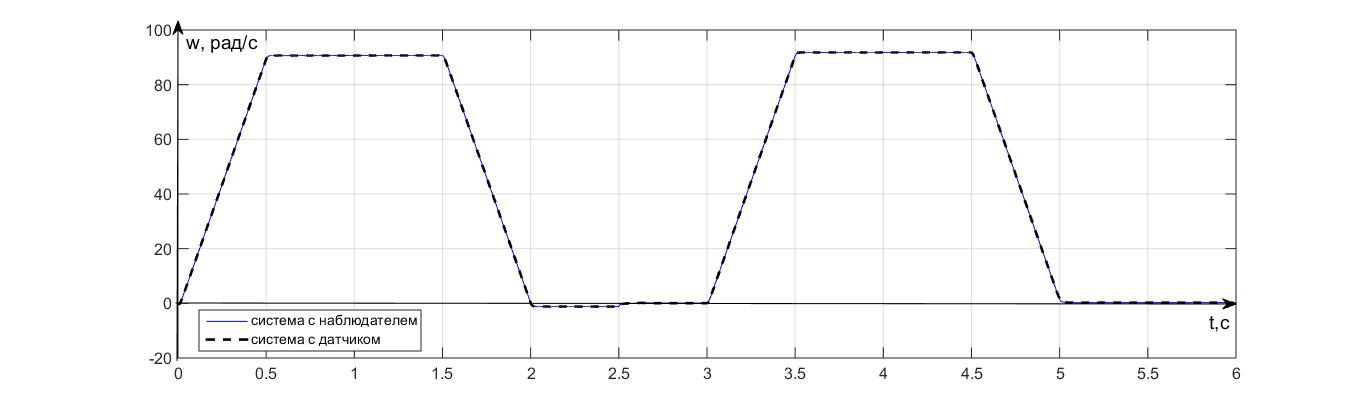 100
w, рад/с
80
60
40
20
0
система с наблюдателем
t,с
система с датчиком
-20
0 0.5 1 1.5 2 2.5 3 3.5 4 4.5 5 5.5 6